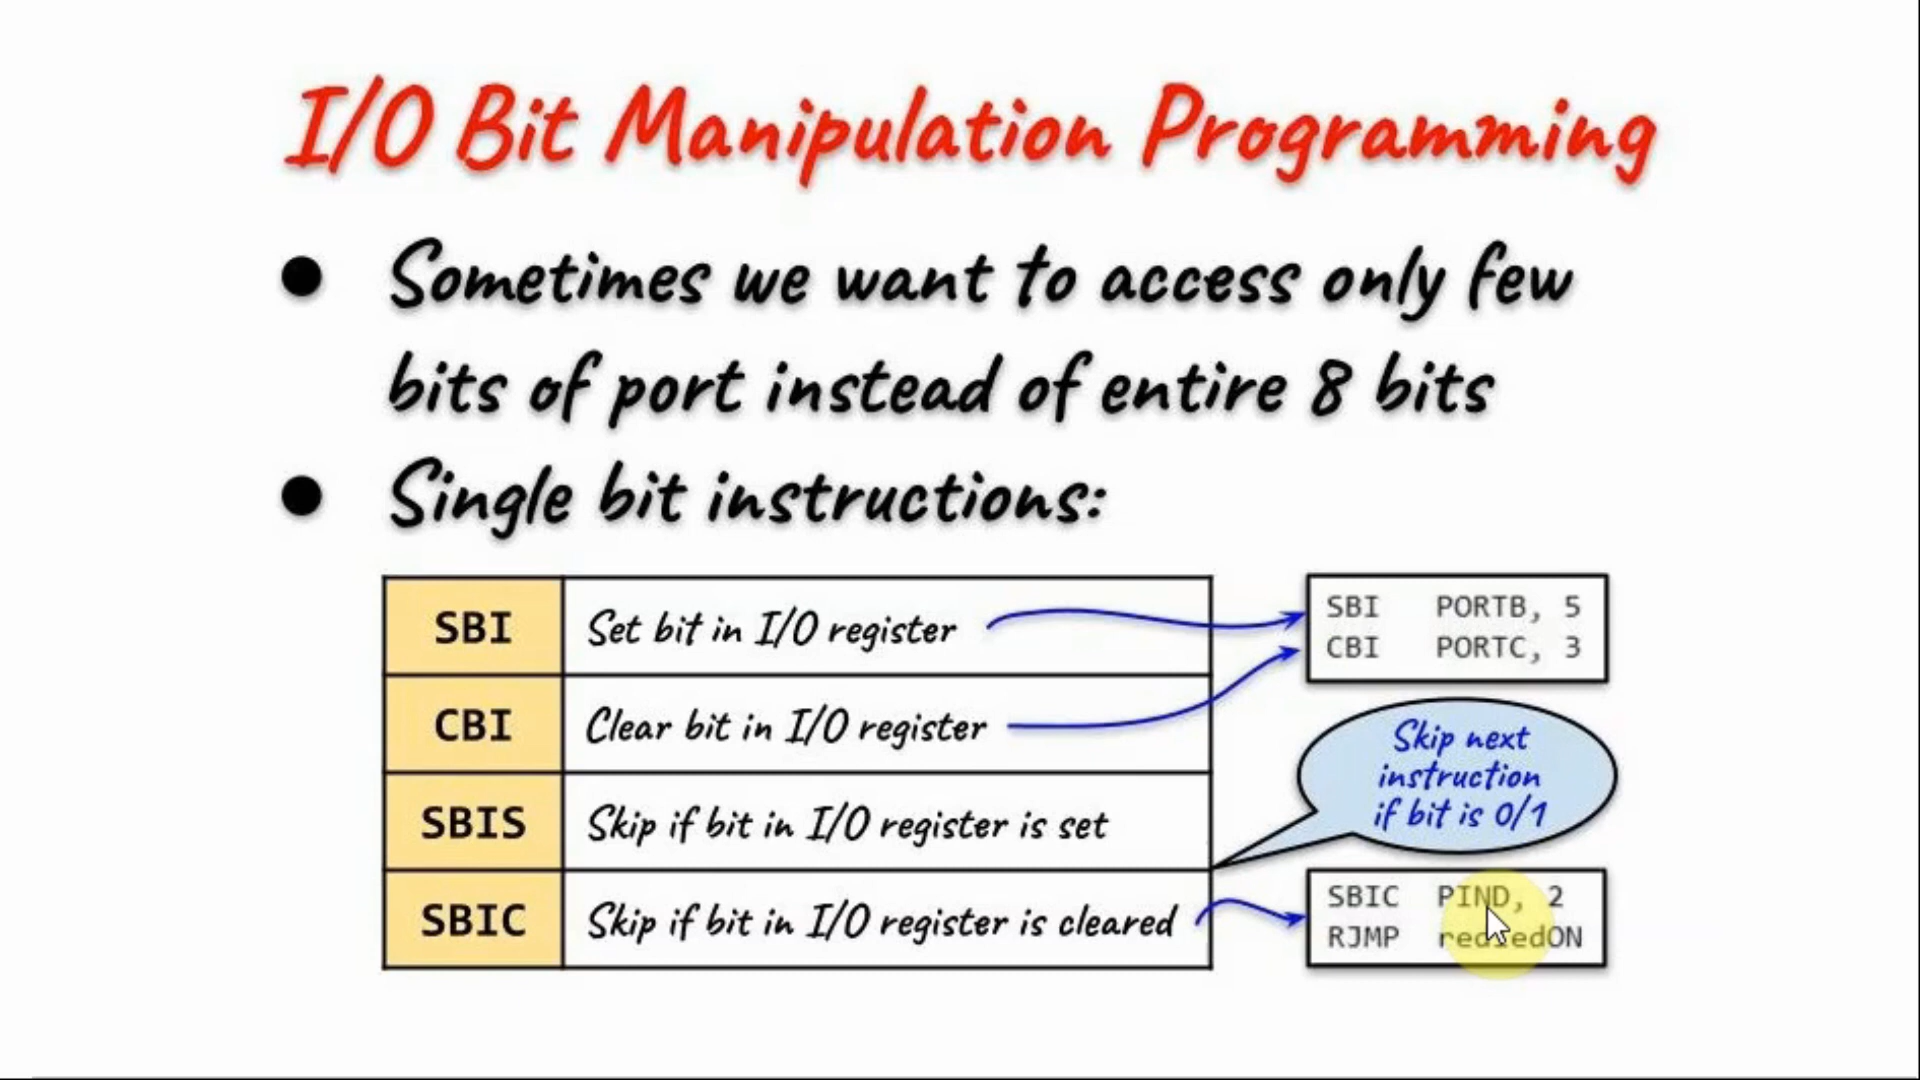 I/O Bit Manipulation Programming
● Sometimes we want to access only few
bits of port instead of entire 8 bits
● Single bit instructions:
SBI Set bit in I/O register
CBI Clear bit in I/O register
SBIS Skip if bit in I/O register is set
SBIC Skip if bit in I/O register is cleared
SBI PORTB, 5
CBI PORTC, 3
Skip next
instruction
if bit is 0/1
SBIC PIND, 2
RJMP redledON